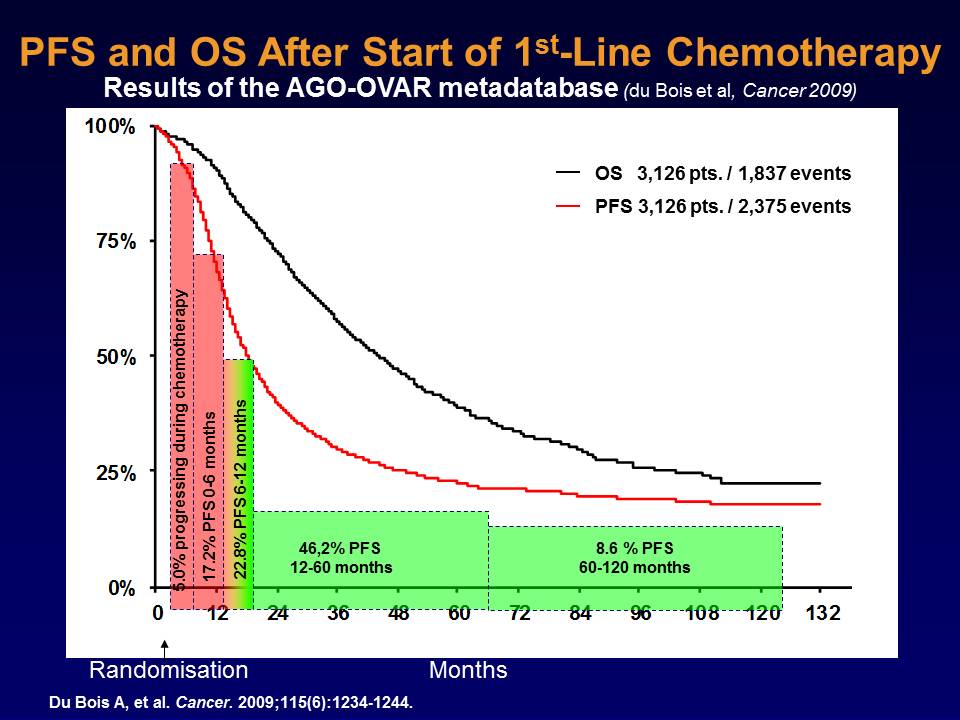 PFS and OS After Start of 1st-Line Chemotherapy
Results of the AGO-OVAR metadatabase (du Bois et al, Cancer 2009)
100%
75%
50%
25%
0%
OS 3,126 pts. / 1,837 events
PFS 3,126 pts. / 2,375 events
5.0% progressing during chemotherapy
17.2% PFS 0-6 months
22.8% PFS 6-12 months
46,2% PFS
12-60 months
8.6 % PFS
60-120 months
0 12 24 36 48 60 72 84 96 108 120 132
Randomisation
Months
Du Bois A, et al. Cancer. 2009;115(6):1234-1244.